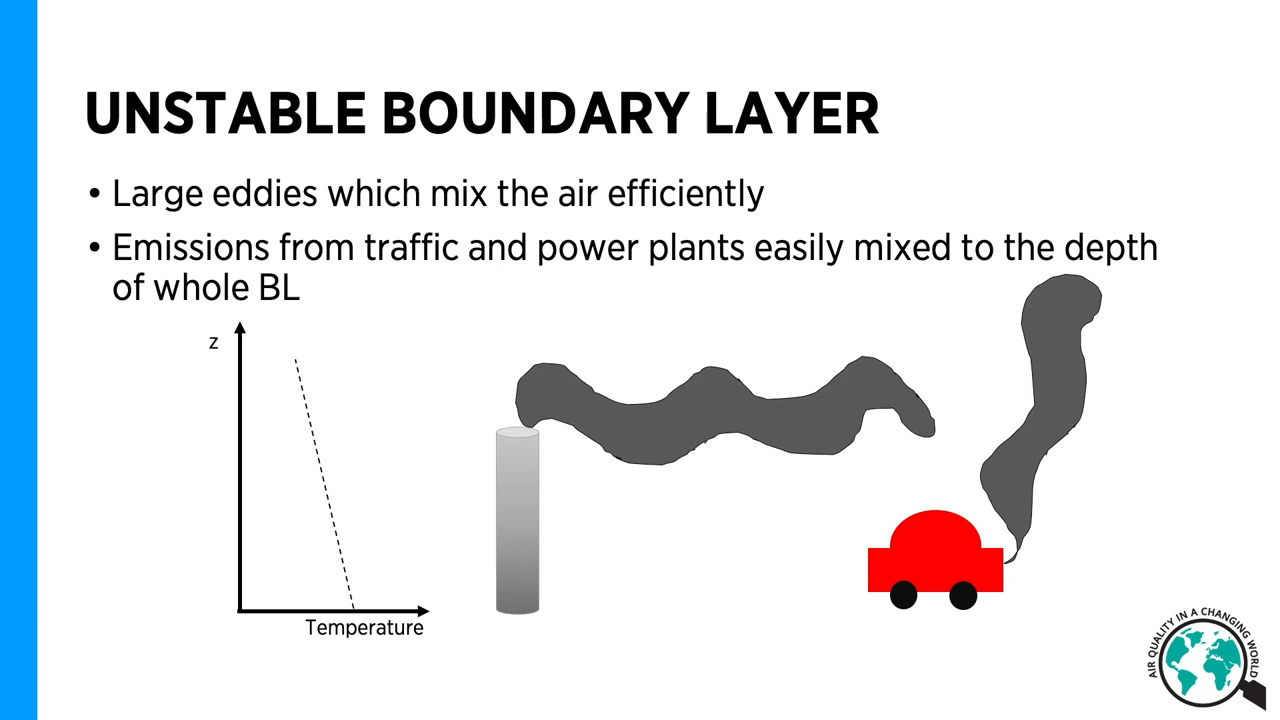 UNSTABLE BOUNDARY LAYER
• Large eddies which mix the air efficiently
• Emissions from traffic and power plants easily mixed to the depth
of whole BL
z
Temperature
AIR QUALITY IN A CHANGING WORLD